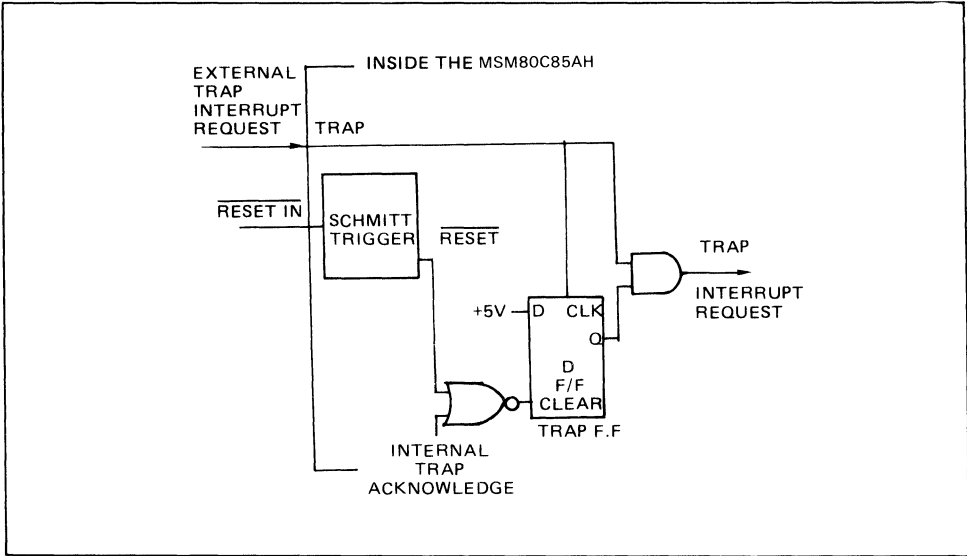 INSIDE THE MSM80C85AH
EXTERNAL
TRAP
INTERRUPT
REQUEST
TRAP
RESET IN
SCHMITT
TRIGGER
RESET
TRAP
INTERRUPT
REQUEST
+5V
D CLK
Q
D
F/F
CLEAR
TRAP F.F
INTERNAL
TRAP
ACKNOWLEDGE